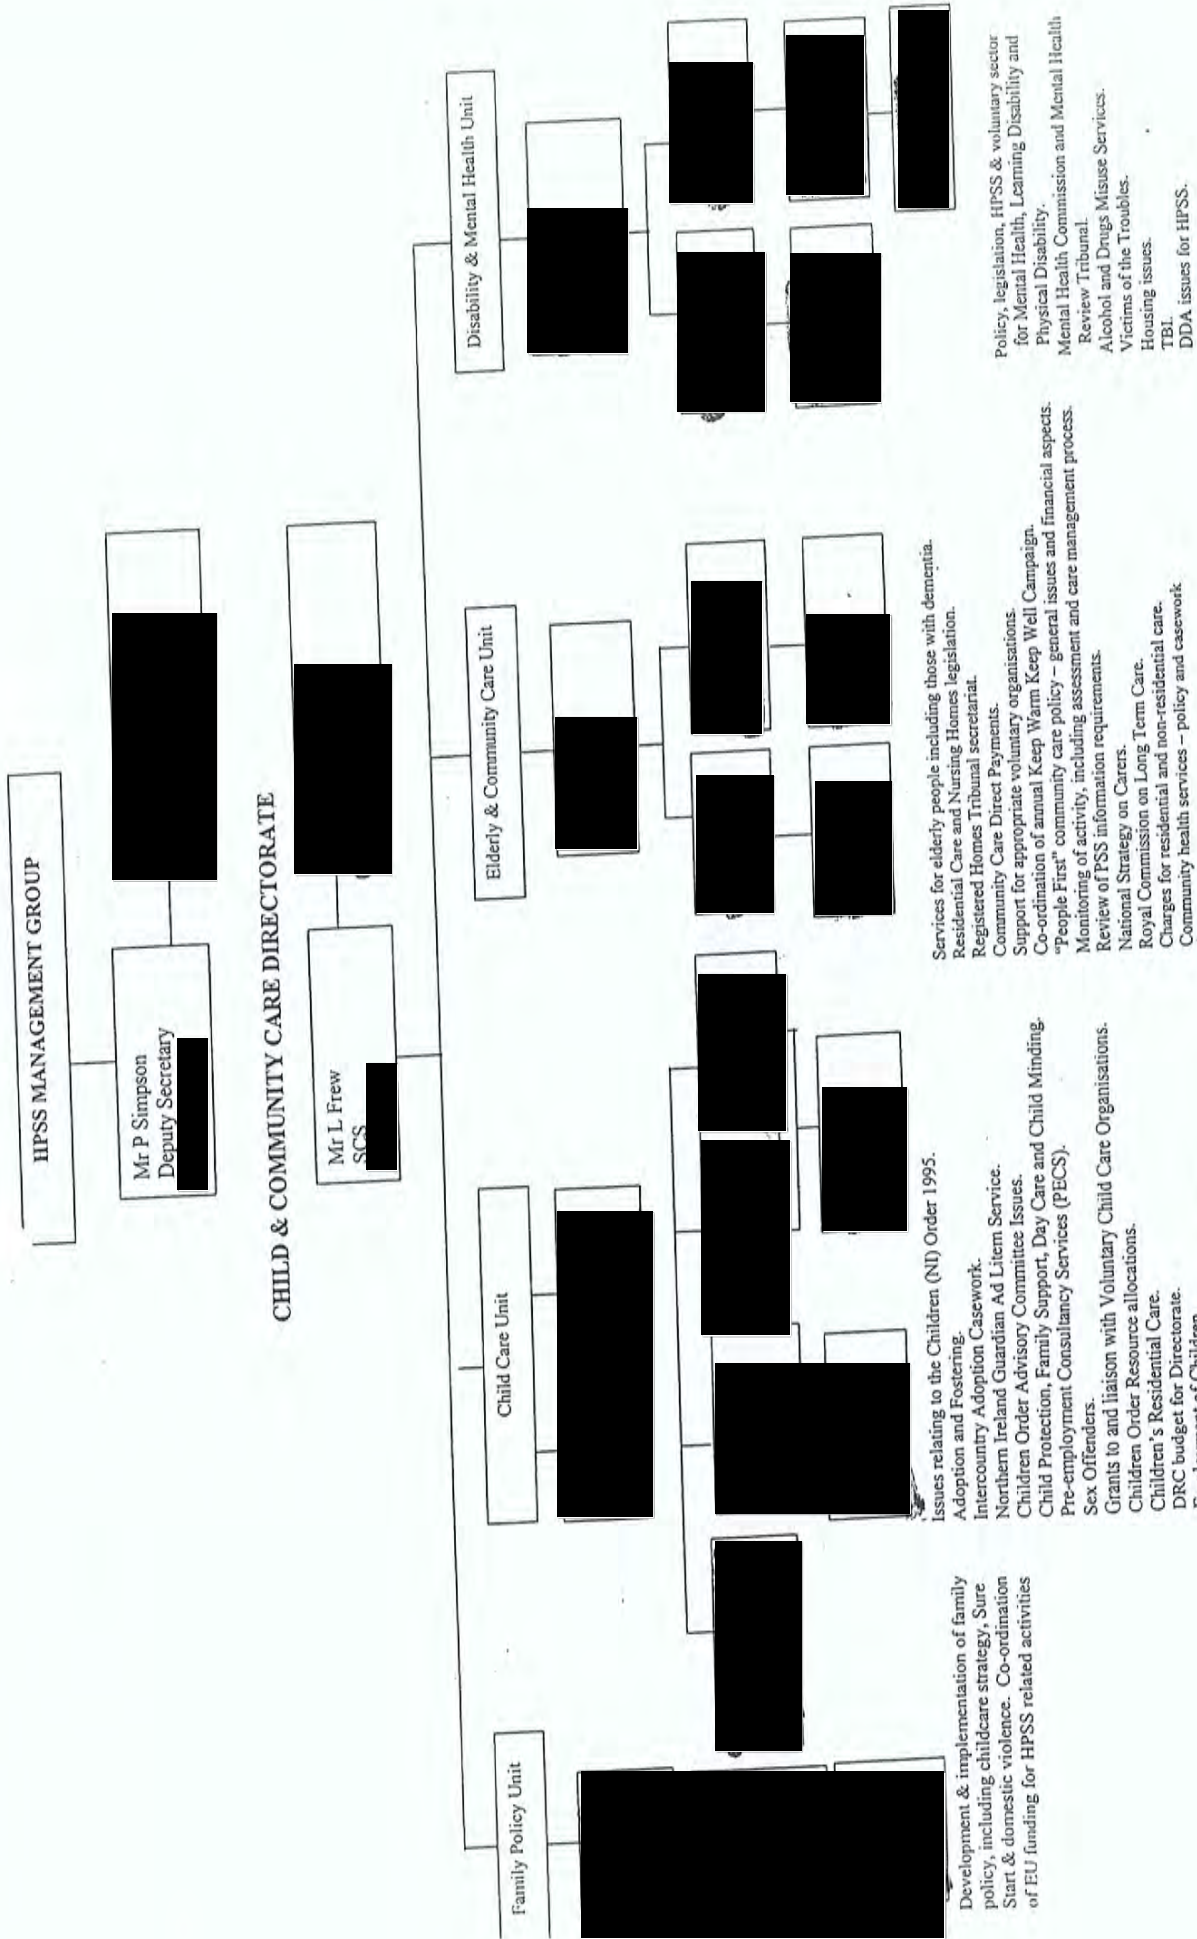 HPSS MANAGEMENT GROUP
Mr P Simpson
Deputy Secretary
CHILD & COMMUNITY CARE DIRECTORATE
Mr L Frew
SCS
Family Policy Unit
Child Care Unit
Elderly & Community Care Unit
Disability & Mental Health Unit
Development & implementation of family
policy, including childcare strategy, Sure
Start & domestic violence. Co-ordination
of EU funding for HPSS related activities
Issues relating to the Children (NI) Order 1995.
Adoption and Fostering.
Intercountry Adoption Casework.
Northern Ireland Guardian Ad Litem Service.
Children Order Advisory Committee Issues.
Child Protection, Family Support, Day Care and Child Minding.
Pre-employment Consultancy Services (PECS).
Sex Offenders.
Grants to and liaison with Voluntary Child Care Organisations.
Children Order Resource allocations.
Children's Residential Care.
DRC budget for Directorate.
Services for elderly people including those with dementia.
Residential Care and Nursing Homes legislation.
Registered Homes Tribunal secretariat.
Community Care Direct Payments.
Support for appropriate voluntary organisations.
Co-ordination of annual Keep Warm Keep Well Campaign.
"People First" community care policy – general issues and financial aspects.
Monitoring of activity, including assessment and care management process.
Review of PSS information requirements.
National Strategy on Carers.
Royal Commission on Long Term Care.
Charges for residential and non-residential care.
Community health services – policy and casework
Policy, legislation, HPSS & voluntary sector
for Mental Health, Learning Disability and
Physical Disability.
Mental Health Commission and Mental Health
Review Tribunal.
Alcohol and Drugs Misuse Services.
Victims of the Troubles.
Housing issues.
TBI.
DDA issues for HPSS.